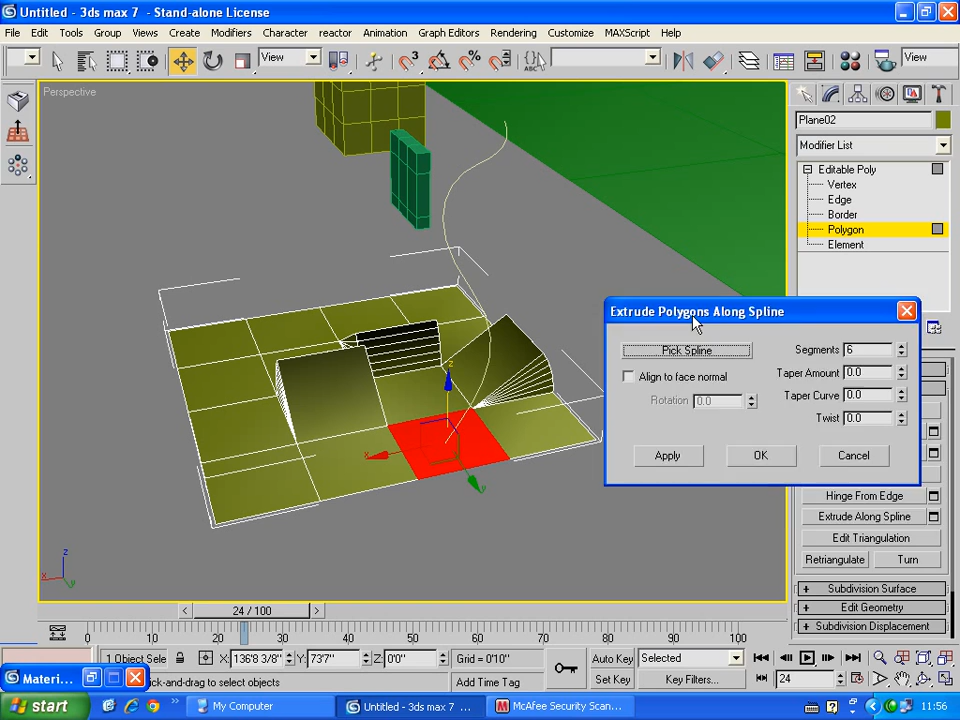 Untitled - 3ds max 7 - Stand-alone License
File Edit Tools Group Views Create Modifiers Character reactor Animation Graph Editors Rendering Customize MAXScript Help
View
View
Perspective
Plane02
Modifier List
Editable Poly
Vertex
Edge
Border
Polygon
Element
Extrude Polygons Along Spline
Pick Spline
Segments 6
Align to face normal
Taper Amount 0.0
Rotation 0.0
Taper Curve 0.0
Twist 0.0
Apply OK Cancel
Hinge From Edge
Extrude Along Spline
Edit Triangulation
Retriangulate Turn
+ Subdivision Surface
+ Edit Geometry
+ Subdivision Displacement
x y z
x y z
< 24 / 100 >
0 10 20 30 40 50 60 70 80 90 100
1 Object Sele X: 136'8 3/8" Y: 73'7" Z: 0'0" Grid = 0'10" Auto Key Selected
Materi... ick-and-drag to select objects Add Time Tag Set Key Key Filters... 24
start My Computer Untitled - 3ds max 7 ... McAfee Security Scan... 11:56